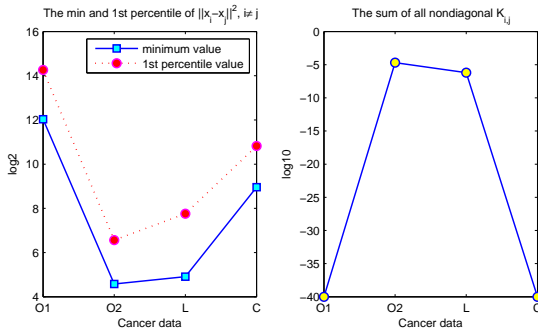 The min and 1st percentile of ||x_i−x_j||^2, i≠ j
16
14
12
10
8
6
4
log2
minimum value
1st percentile value
O1 O2 L C
Cancer data
The sum of all nondiagonal K_{i,j}
0
−5
−10
−15
−20
−25
−30
−35
−40
log10
O1 O2 L C
Cancer data